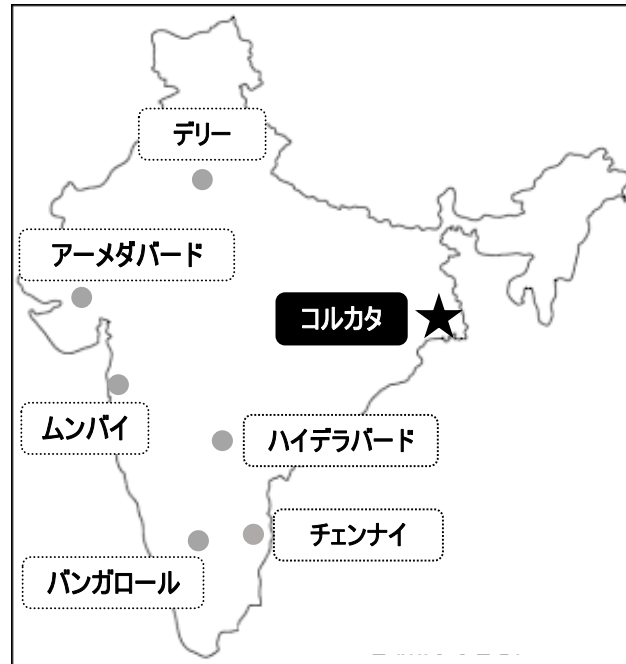 デリー
アーメダバード
コルカタ
ムンバイ
ハイデラバード
チェンナイ
バンガロール